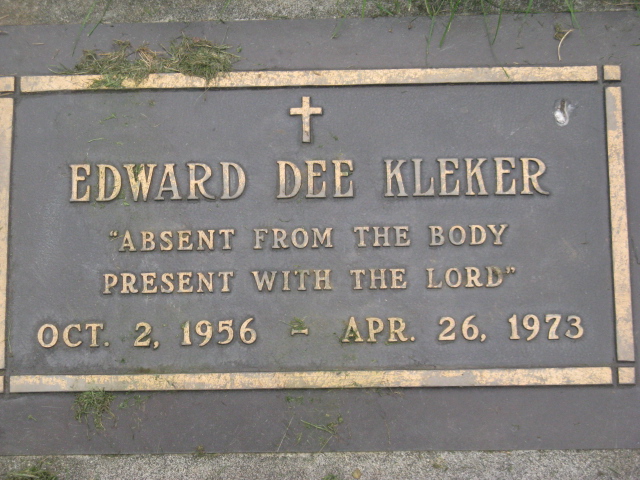 EDWARD DEE KLEKER
"ABSENT FROM THE BODY
PRESENT WITH THE LORD"
OCT. 2, 1956 - APR. 26, 1973